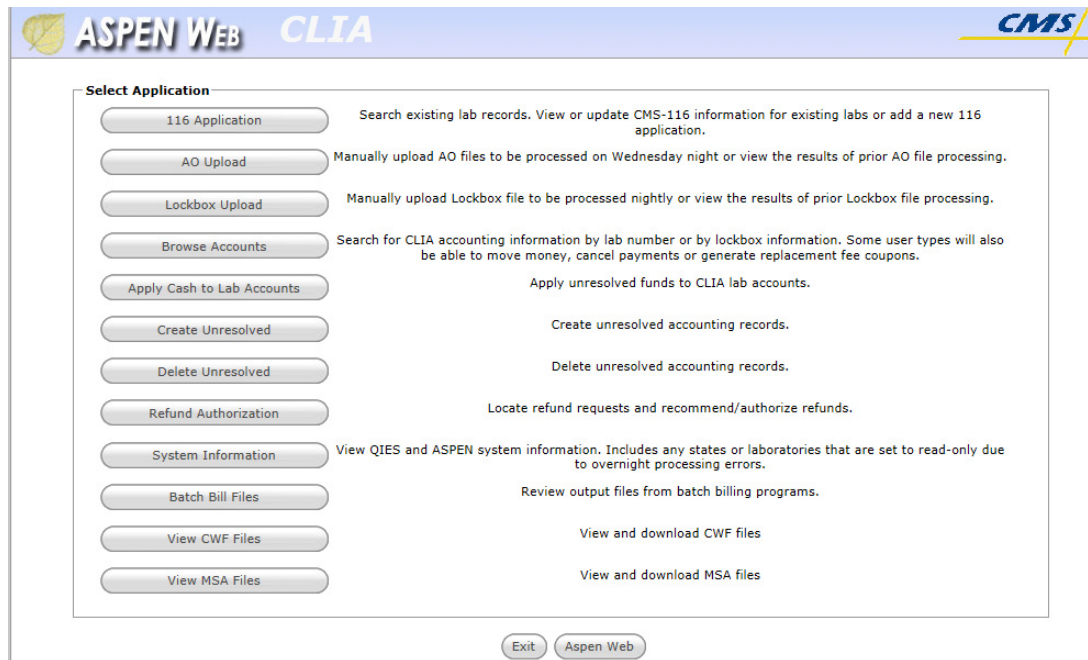 ASPEN WEB CLIA
CMS
Select Application
116 Application
Search existing lab records. View or update CMS-116 information for existing labs or add a new 116
application.
AO Upload
Manually upload AO files to be processed on Wednesday night or view the results of prior AO file processing.
Lockbox Upload
Manually upload Lockbox file to be processed nightly or view the results of prior Lockbox file processing.
Browse Accounts
Search for CLIA accounting information by lab number or by lockbox information. Some user types will also
be able to move money, cancel payments or generate replacement fee coupons.
Apply Cash to Lab Accounts
Apply unresolved funds to CLIA lab accounts.
Create Unresolved
Create unresolved accounting records.
Delete Unresolved
Delete unresolved accounting records.
Refund Authorization
Locate refund requests and recommend/authorize refunds.
System Information
View QIES and ASPEN system information. Includes any states or laboratories that are set to read-only due
to overnight processing errors.
Batch Bill Files
Review output files from batch billing programs.
View CWF Files
View and download CWF files
View MSA Files
View and download MSA files
Exit Aspen Web